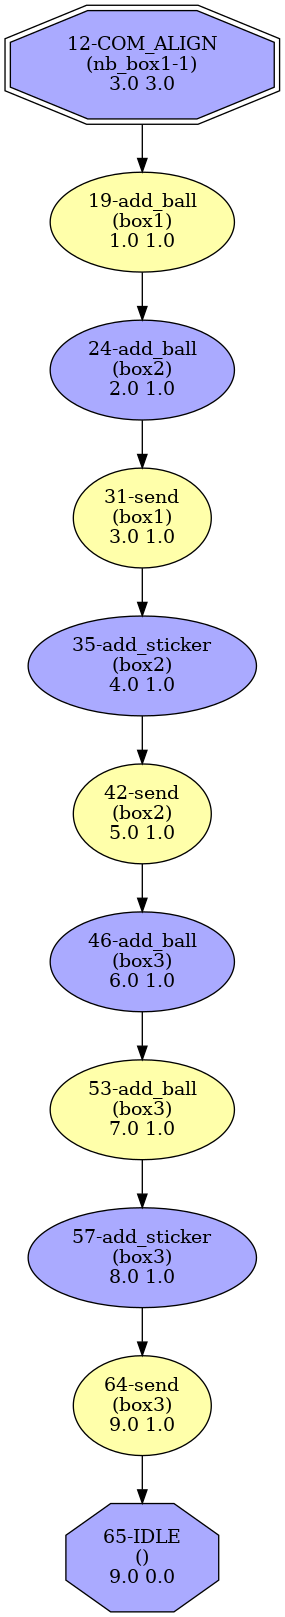 12-COM_ALIGN
(nb_box1-1)
3.0 3.0
19-add_ball
(box1)
1.0 1.0
24-add_ball
(box2)
2.0 1.0
31-send
(box1)
3.0 1.0
35-add_sticker
(box2)
4.0 1.0
42-send
(box2)
5.0 1.0
46-add_ball
(box3)
6.0 1.0
53-add_ball
(box3)
7.0 1.0
57-add_sticker
(box3)
8.0 1.0
64-send
(box3)
9.0 1.0
65-IDLE
()
9.0 0.0